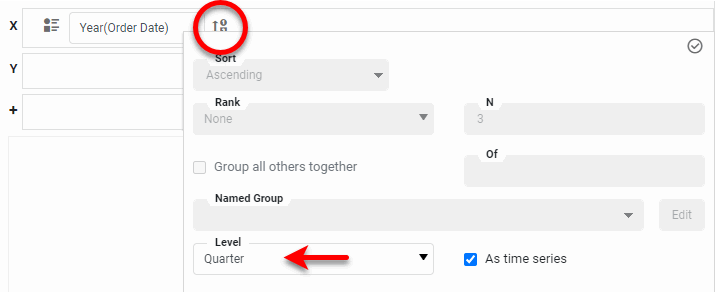 X
Year(Order Date)
Y
+
Sort
Ascending
Rank
None
N
3
Group all others together
Of
Named Group
Edit
Level
Quarter
As time series